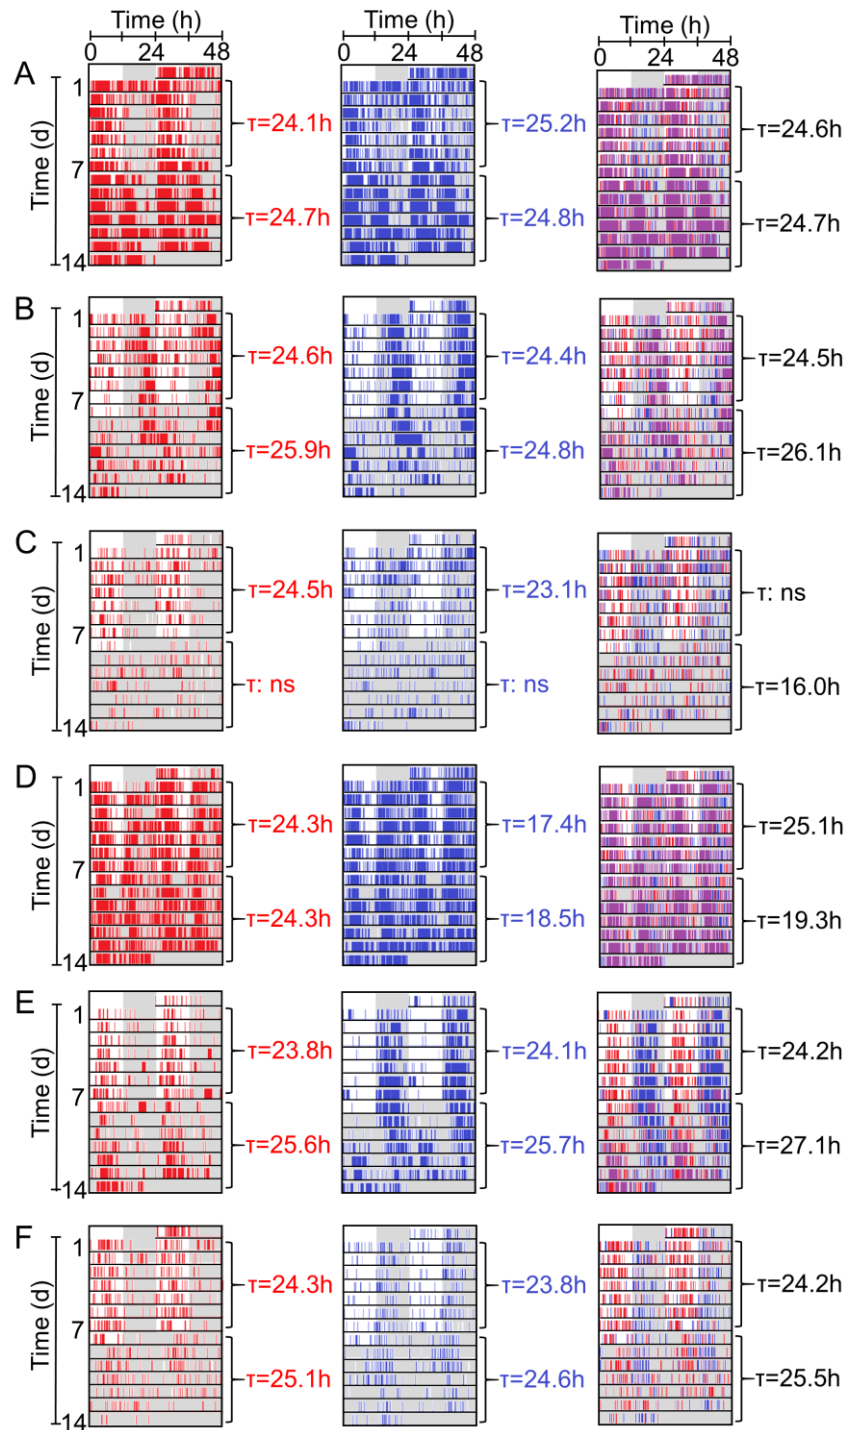 Time (h) Time (h) Time (h)
0 24 48 0 24 48 0 24 48
A
Time (d)
1
7
14
τ=24.1h τ=25.2h τ=24.6h
τ=24.7h τ=24.8h τ=24.7h
B
Time (d)
1
7
14
τ=24.6h τ=24.4h τ=24.5h
τ=25.9h τ=24.8h τ=26.1h
C
Time (d)
1
7
14
τ=24.5h τ=23.1h τ: ns
τ: ns τ: ns τ=16.0h
D
Time (d)
1
7
14
τ=24.3h τ=17.4h τ=25.1h
τ=24.3h τ=18.5h τ=19.3h
E
Time (d)
1
7
14
τ=23.8h τ=24.1h τ=24.2h
τ=25.6h τ=25.7h τ=27.1h
F
Time (d)
1
7
14
τ=24.3h τ=23.8h τ=24.2h
τ=25.1h τ=24.6h τ=25.5h